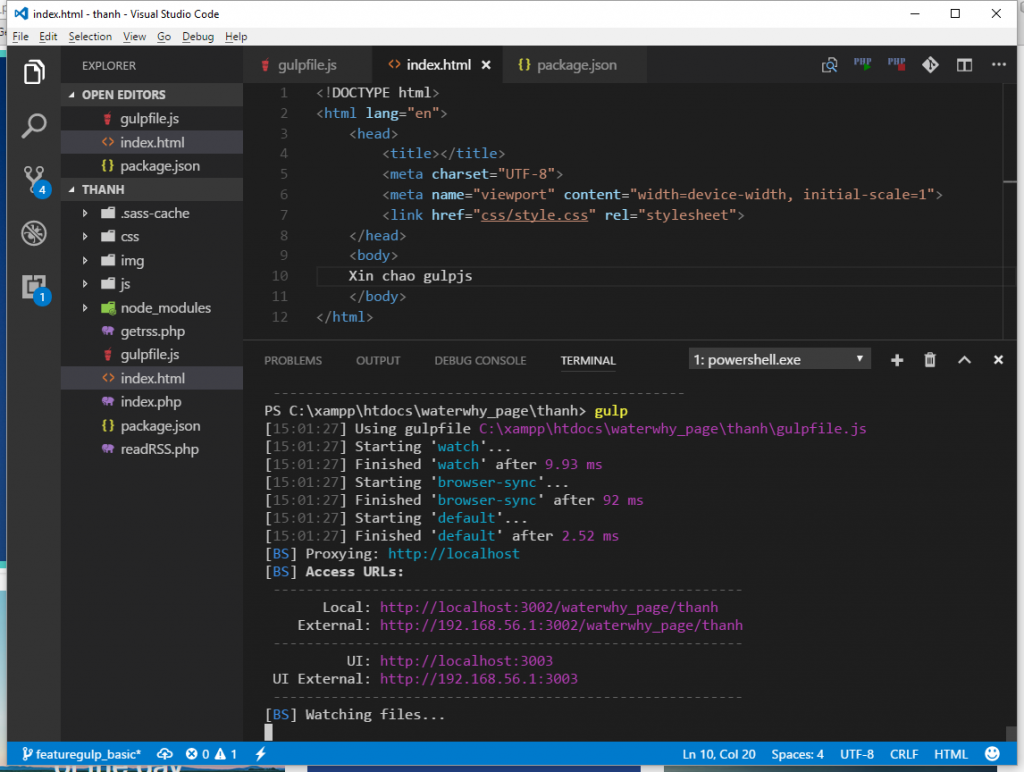 index.html - thanh - Visual Studio Code
File Edit Selection View Go Debug Help
EXPLORER
OPEN EDITORS
gulpfile.js
index.html
package.json
THANH
.sass-cache
css
img
js
node_modules
getrss.php
gulpfile.js
index.html
index.php
package.json
readRSS.php
4
1
gulpfile.js index.html package.json
PHP PHP
1 <!DOCTYPE html>
2 <html lang="en">
3 <head>
4 <title></title>
5 <meta charset="UTF-8">
6 <meta name="viewport" content="width=device-width, initial-scale=1">
7 <link href="css/style.css" rel="stylesheet">
8 </head>
9 <body>
10 Xin chao gulpjs
11 </body>
12 </html>
PROBLEMS OUTPUT DEBUG CONSOLE TERMINAL 1: powershell.exe
PS C:\xampp\htdocs\waterwhy_page\thanh> gulp
[15:01:27] Using gulpfile C:\xampp\htdocs\waterwhy_page\thanh\gulpfile.js
[15:01:27] Starting 'watch'...
[15:01:27] Finished 'watch' after 9.93 ms
[15:01:27] Starting 'browser-sync'...
[15:01:27] Finished 'browser-sync' after 92 ms
[15:01:27] Starting 'default'...
[15:01:27] Finished 'default' after 2.52 ms
[BS] Proxying: http://localhost
[BS] Access URLs:
Local: http://localhost:3002/waterwhy_page/thanh
External: http://192.168.56.1:3002/waterwhy_page/thanh
UI: http://localhost:3003
UI External: http://192.168.56.1:3003
[BS] Watching files...
featuregulp_basic* 0 1 Ln 10, Col 20 Spaces: 4 UTF-8 CRLF HTML